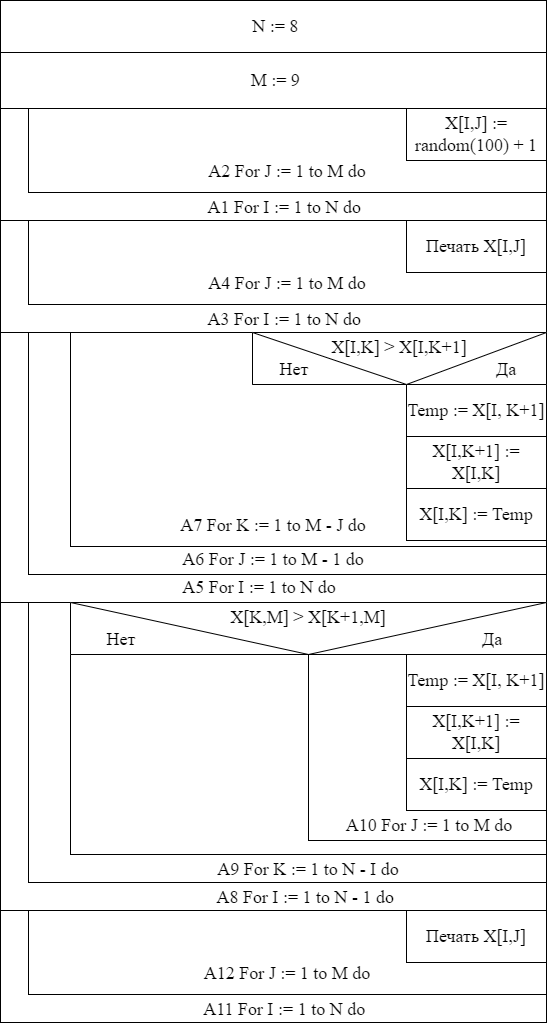 N := 8
M := 9
X[I,J] :=
random(100) + 1
A2 For J := 1 to M do
A1 For I := 1 to N do
Печать X[I,J]
A4 For J := 1 to M do
A3 For I := 1 to N do
X[I,K] > X[I,K+1]
Нет
Да
Temp := X[I, K+1]
X[I,K+1] :=
X[I,K]
X[I,K] := Temp
A7 For K := 1 to M - J do
A6 For J := 1 to M - 1 do
A5 For I := 1 to N do
X[K,M] > X[K+1,M]
Нет
Да
Temp := X[I, K+1]
X[I,K+1] :=
X[I,K]
X[I,K] := Temp
A10 For J := 1 to M do
A9 For K := 1 to N - I do
A8 For I := 1 to N - 1 do
Печать X[I,J]
A12 For J := 1 to M do
A11 For I := 1 to N do